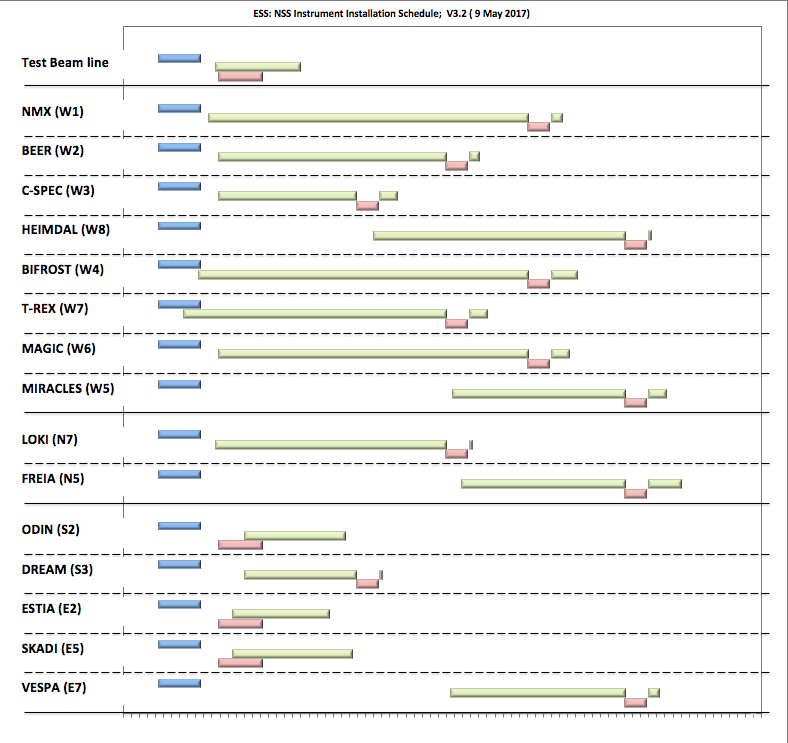 ESS: NSS Instrument Installation Schedule; V3.2 ( 9 May 2017)
Test Beam line
NMX (W1)
BEER (W2)
C-SPEC (W3)
HEIMDAL (W8)
BIFROST (W4)
T-REX (W7)
MAGIC (W6)
MIRACLES (W5)
LOKI (N7)
FREIA (N5)
ODIN (S2)
DREAM (S3)
ESTIA (E2)
SKADI (E5)
VESPA (E7)